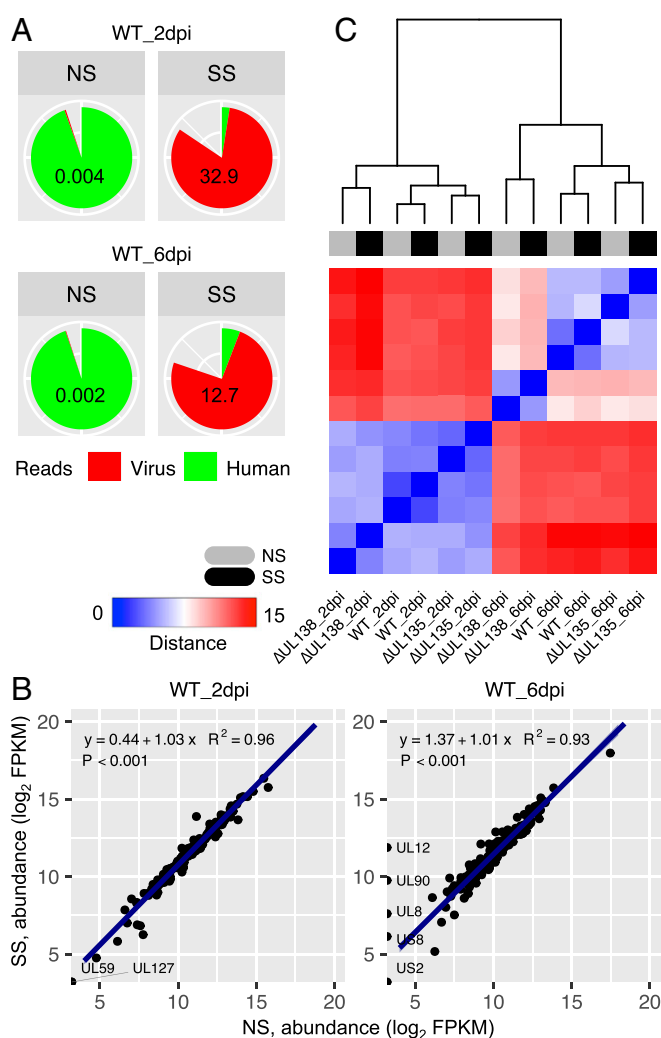 A
WT_2dpi
NS
SS
0.004
32.9
WT_6dpi
NS
SS
0.002
12.7
Reads
Virus
Human
C
NS
SS
0
15
Distance
ΔUL138_2dpi
ΔUL138_2dpi
WT_2dpi
WT_2dpi
ΔUL135_2dpi
ΔUL135_2dpi
ΔUL138_6dpi
ΔUL138_6dpi
WT_6dpi
WT_6dpi
ΔUL135_6dpi
ΔUL135_6dpi
B
WT_2dpi
WT_6dpi
SS, abundance (log₂ FPKM)
20
15
10
5
y = 0.44 + 1.03 x R² = 0.96
P < 0.001
UL59
UL127
5
10
15
20
20
15
10
5
y = 1.37 + 1.01 x R² = 0.93
P < 0.001
UL12
UL90
UL8
US8
US2
5
10
15
20
NS, abundance (log₂ FPKM)